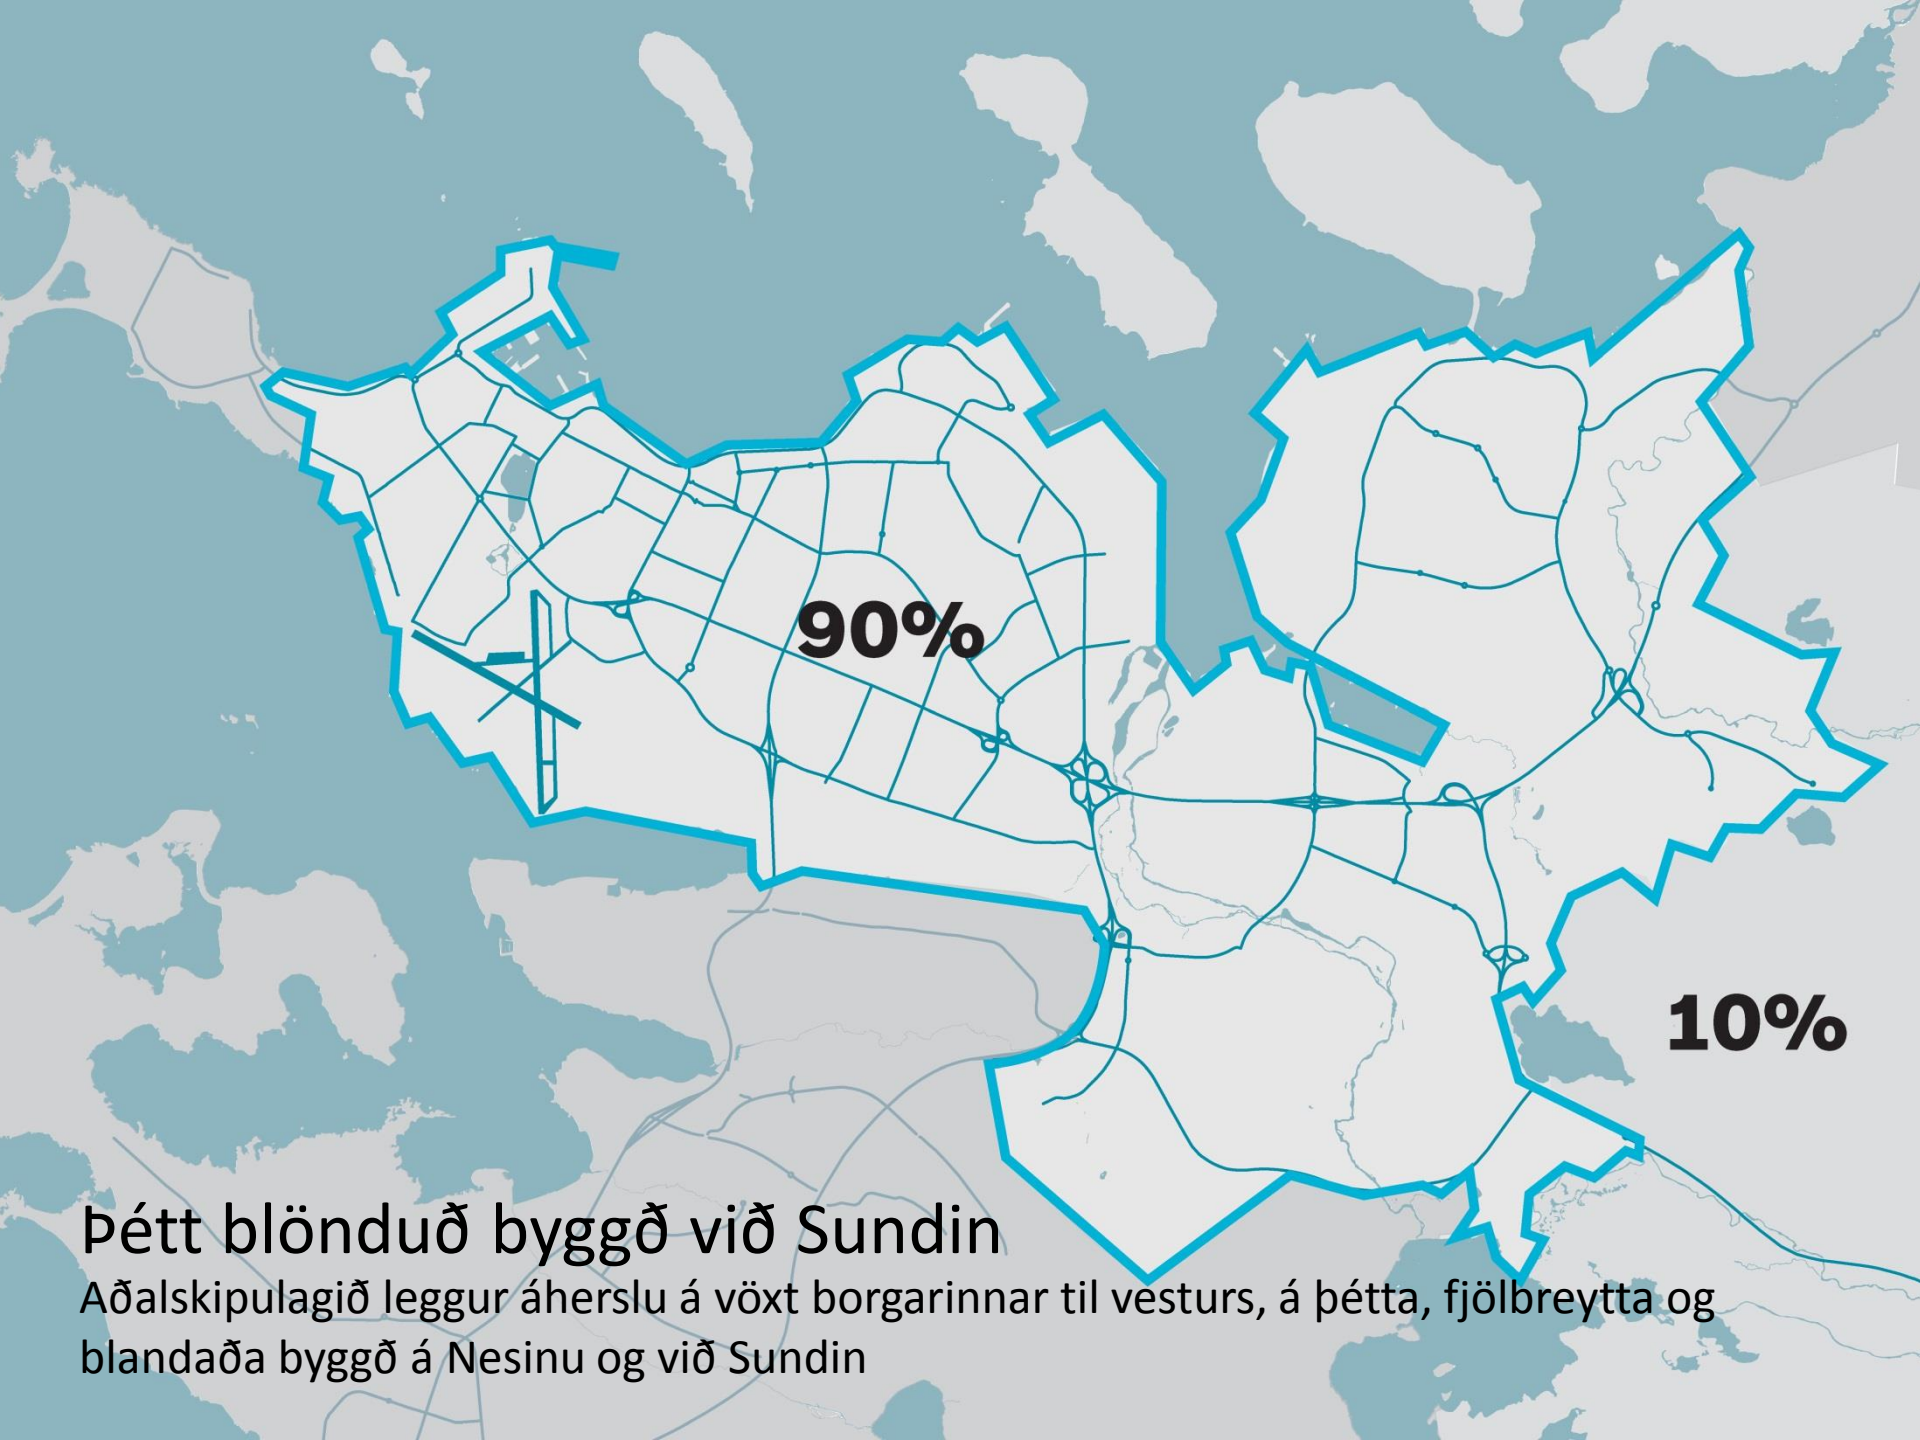 90%
10%
Þétt blönduð byggð við Sundin
Aðalskipulagið leggur áherslu á vöxt borgarinnar til vesturs, á þétta, fjölbreytta og
blandaða byggð á Nesinu og við Sundin